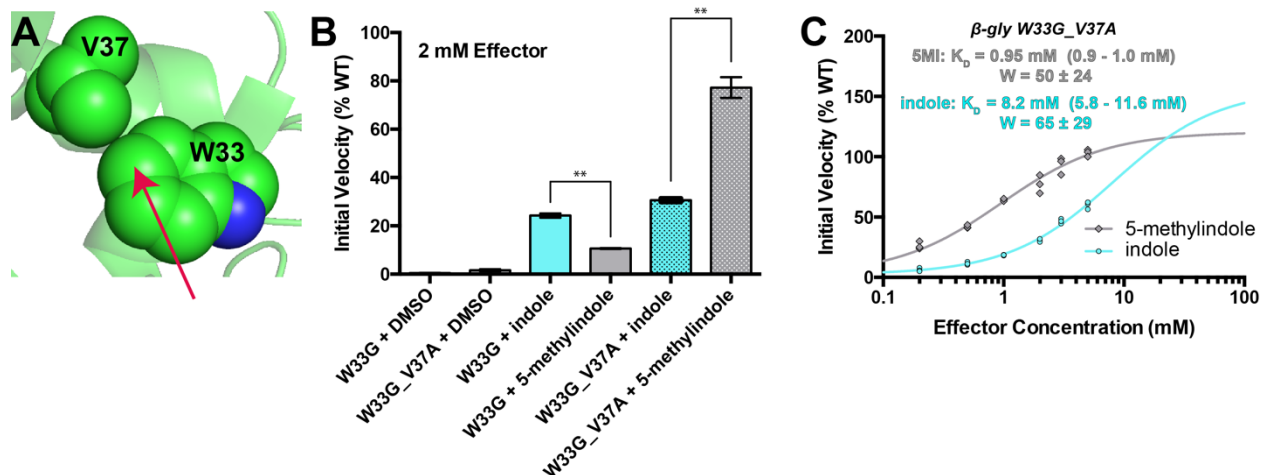 A
V37
W33
B
2 mM Effector
**
**
Initial Velocity (% WT)
100
80
60
40
20
0
W33G + DMSO
W33G_V37A + DMSO
W33G + indole
W33G + 5-methylindole
W33G_V37A + indole
W33G_V37A + 5-methylindole
C
β-gly W33G_V37A
5MI: K_D = 0.95 mM (0.9 - 1.0 mM)
W = 50 ± 24
indole: K_D = 8.2 mM (5.8 - 11.6 mM)
W = 65 ± 29
Initial Velocity (% WT)
200
150
100
50
0
5-methylindole
indole
0.1
1
10
100
Effector Concentration (mM)